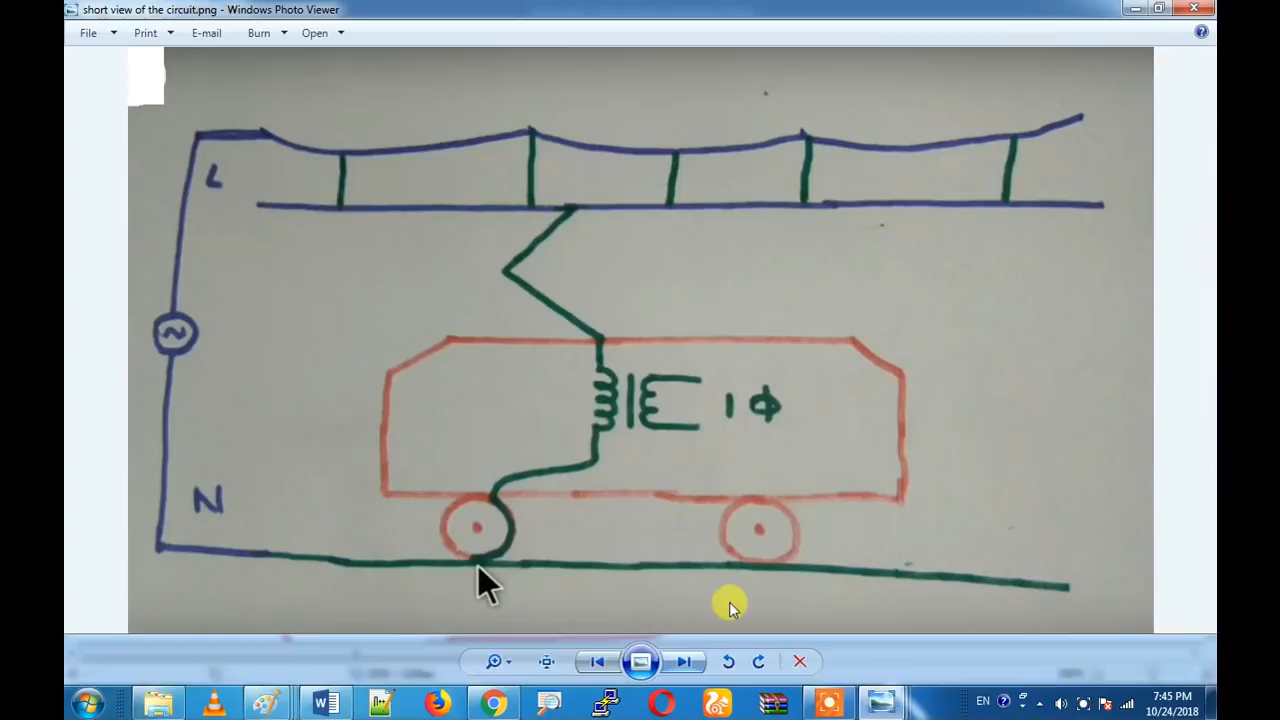 short view of the circuit.png - Windows Photo Viewer
File Print E-mail Burn Open
L
1 Φ
N
EN
7:45 PM
10/24/2018